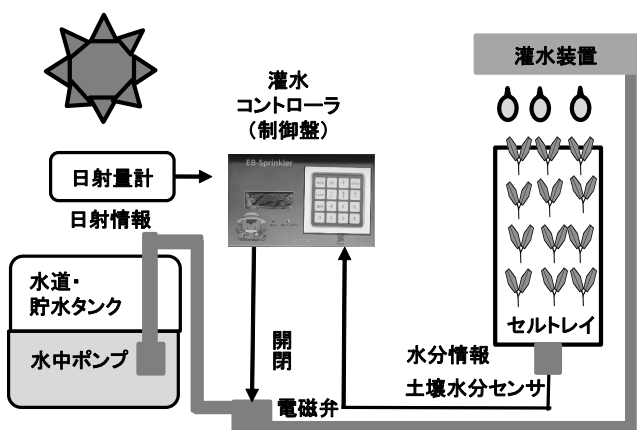 灌水装置
灌水
コントローラ
（制御盤）
EB-Sprinkler
日射量計
日射情報
水道・
貯水タンク
水中ポンプ
開
閉
電磁弁
セルトレイ
水分情報
土壌水分センサ